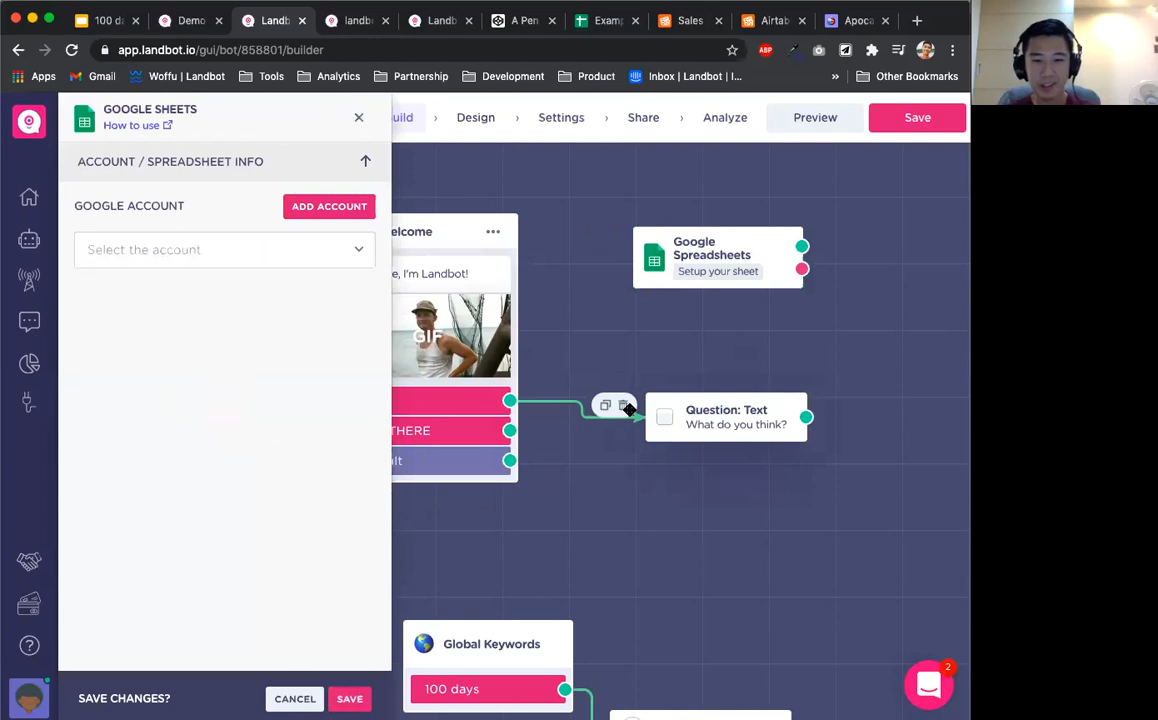 100 da
Demo
Landb
landbo
Landb
A Pen
Examp
Sales
Airtab
Apoca
app.landbot.io/gui/bot/858801/builder
ABP
Apps
Gmail
Woffu | Landbot
Tools
Analytics
Partnership
Development
Product
Inbox | Landbot | I...
»
Other Bookmarks
GOOGLE SHEETS
How to use
uild
Design
Settings
Share
Analyze
Preview
Save
ACCOUNT / SPREADSHEET INFO
GOOGLE ACCOUNT
ADD ACCOUNT
Select the account
elcome
e, I'm Landbot!
GIF
THERE
lt
Google
Spreadsheets
Setup your sheet
Question: Text
What do you think?
Global Keywords
100 days
2
SAVE CHANGES?
CANCEL
SAVE